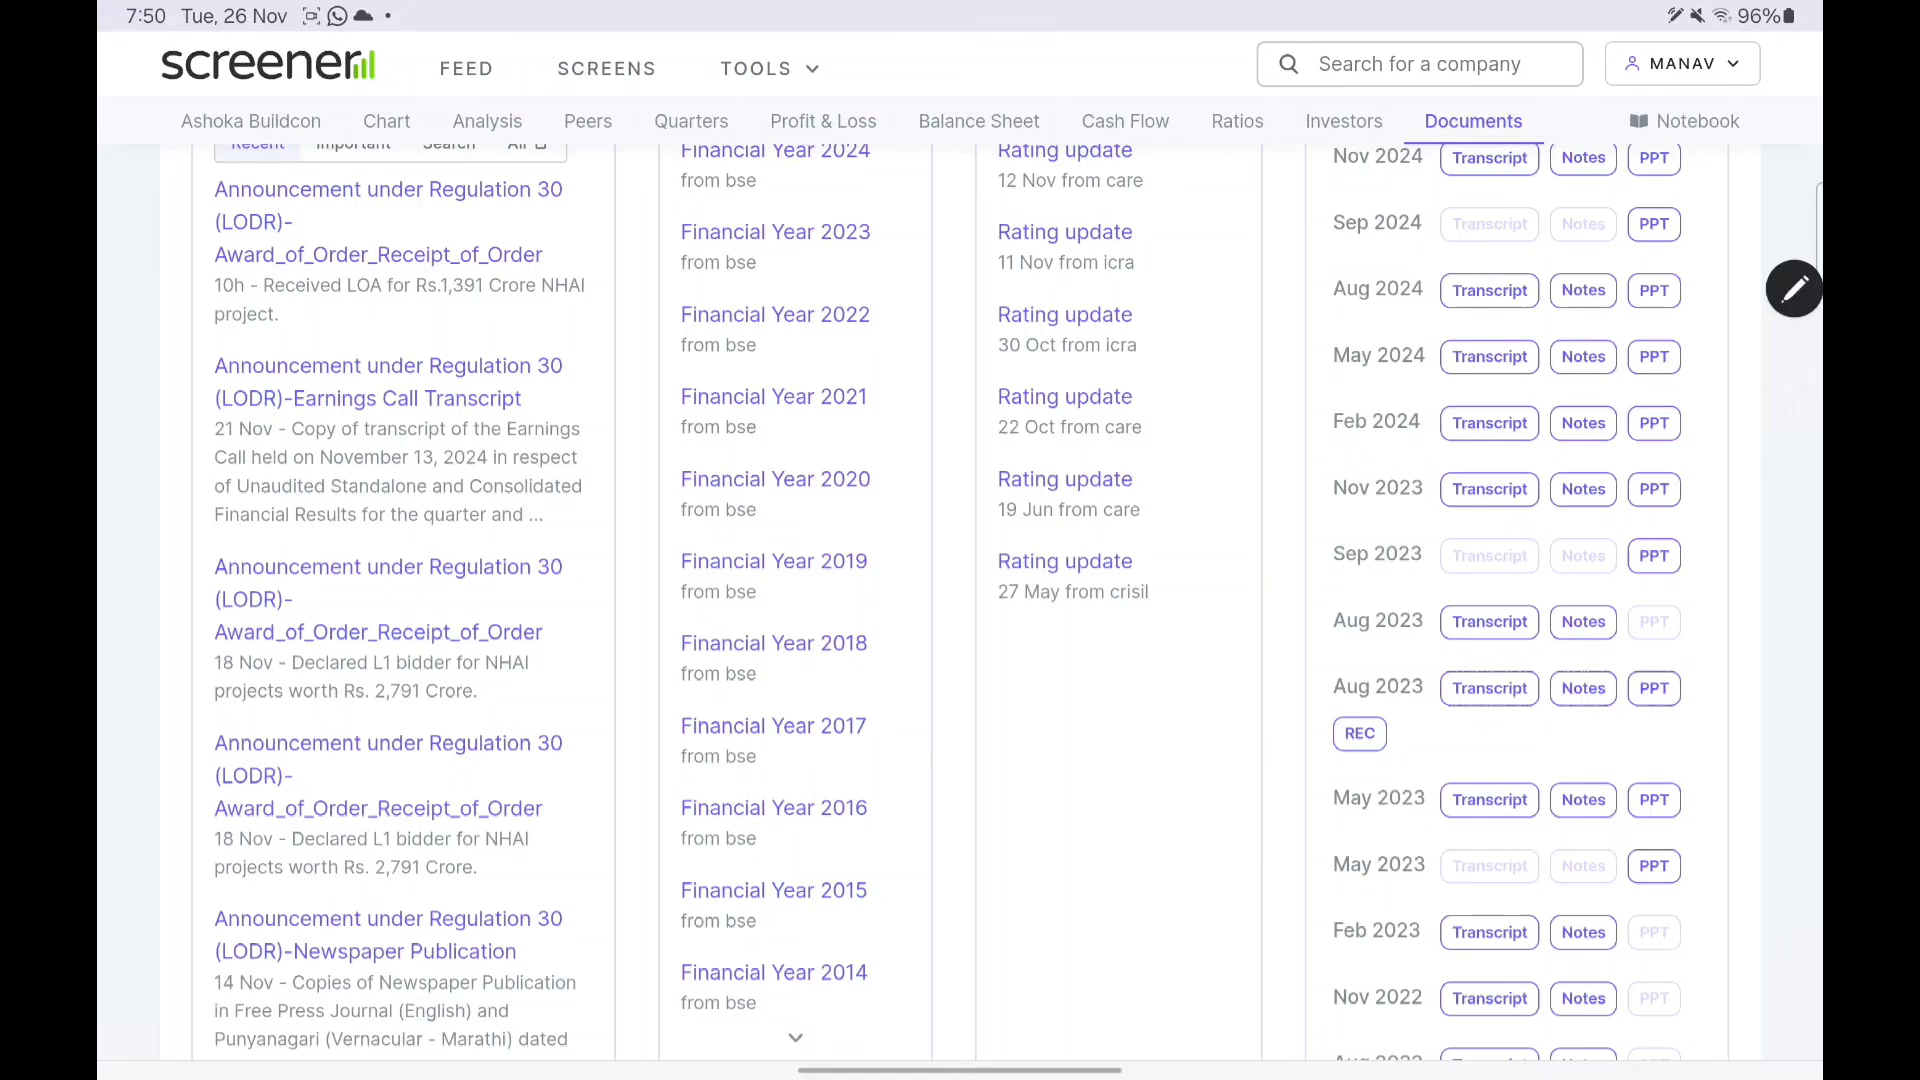 7:50 Tue, 26 Nov
96%
screener
FEED
SCREENS
TOOLS
Search for a company
MANAV
Ashoka Buildcon
Chart
Analysis
Peers
Quarters
Profit & Loss
Balance Sheet
Cash Flow
Ratios
Investors
Documents
Notebook
Recent
Important
Search
All
Announcement under Regulation 30
(LODR)-
Award_of_Order_Receipt_of_Order
10h - Received LOA for Rs.1,391 Crore NHAI
project.
Announcement under Regulation 30
(LODR)-Earnings Call Transcript
21 Nov - Copy of transcript of the Earnings
Call held on November 13, 2024 in respect
of Unaudited Standalone and Consolidated
Financial Results for the quarter and ...
Announcement under Regulation 30
(LODR)-
Award_of_Order_Receipt_of_Order
18 Nov - Declared L1 bidder for NHAI
projects worth Rs. 2,791 Crore.
Announcement under Regulation 30
(LODR)-
Award_of_Order_Receipt_of_Order
18 Nov - Declared L1 bidder for NHAI
projects worth Rs. 2,791 Crore.
Announcement under Regulation 30
(LODR)-Newspaper Publication
14 Nov - Copies of Newspaper Publication
in Free Press Journal (English) and
Punyanagari (Vernacular - Marathi) dated
Financial Year 2024
from bse
Financial Year 2023
from bse
Financial Year 2022
from bse
Financial Year 2021
from bse
Financial Year 2020
from bse
Financial Year 2019
from bse
Financial Year 2018
from bse
Financial Year 2017
from bse
Financial Year 2016
from bse
Financial Year 2015
from bse
Financial Year 2014
from bse
Rating update
12 Nov from care
Rating update
11 Nov from icra
Rating update
30 Oct from icra
Rating update
22 Oct from care
Rating update
19 Jun from care
Rating update
27 May from crisil
Nov 2024 Transcript Notes PPT
Sep 2024 Transcript Notes PPT
Aug 2024 Transcript Notes PPT
May 2024 Transcript Notes PPT
Feb 2024 Transcript Notes PPT
Nov 2023 Transcript Notes PPT
Sep 2023 Transcript Notes PPT
Aug 2023 Transcript Notes PPT
Aug 2023 Transcript Notes PPT
REC
May 2023 Transcript Notes PPT
May 2023 Transcript Notes PPT
Feb 2023 Transcript Notes PPT
Nov 2022 Transcript Notes PPT